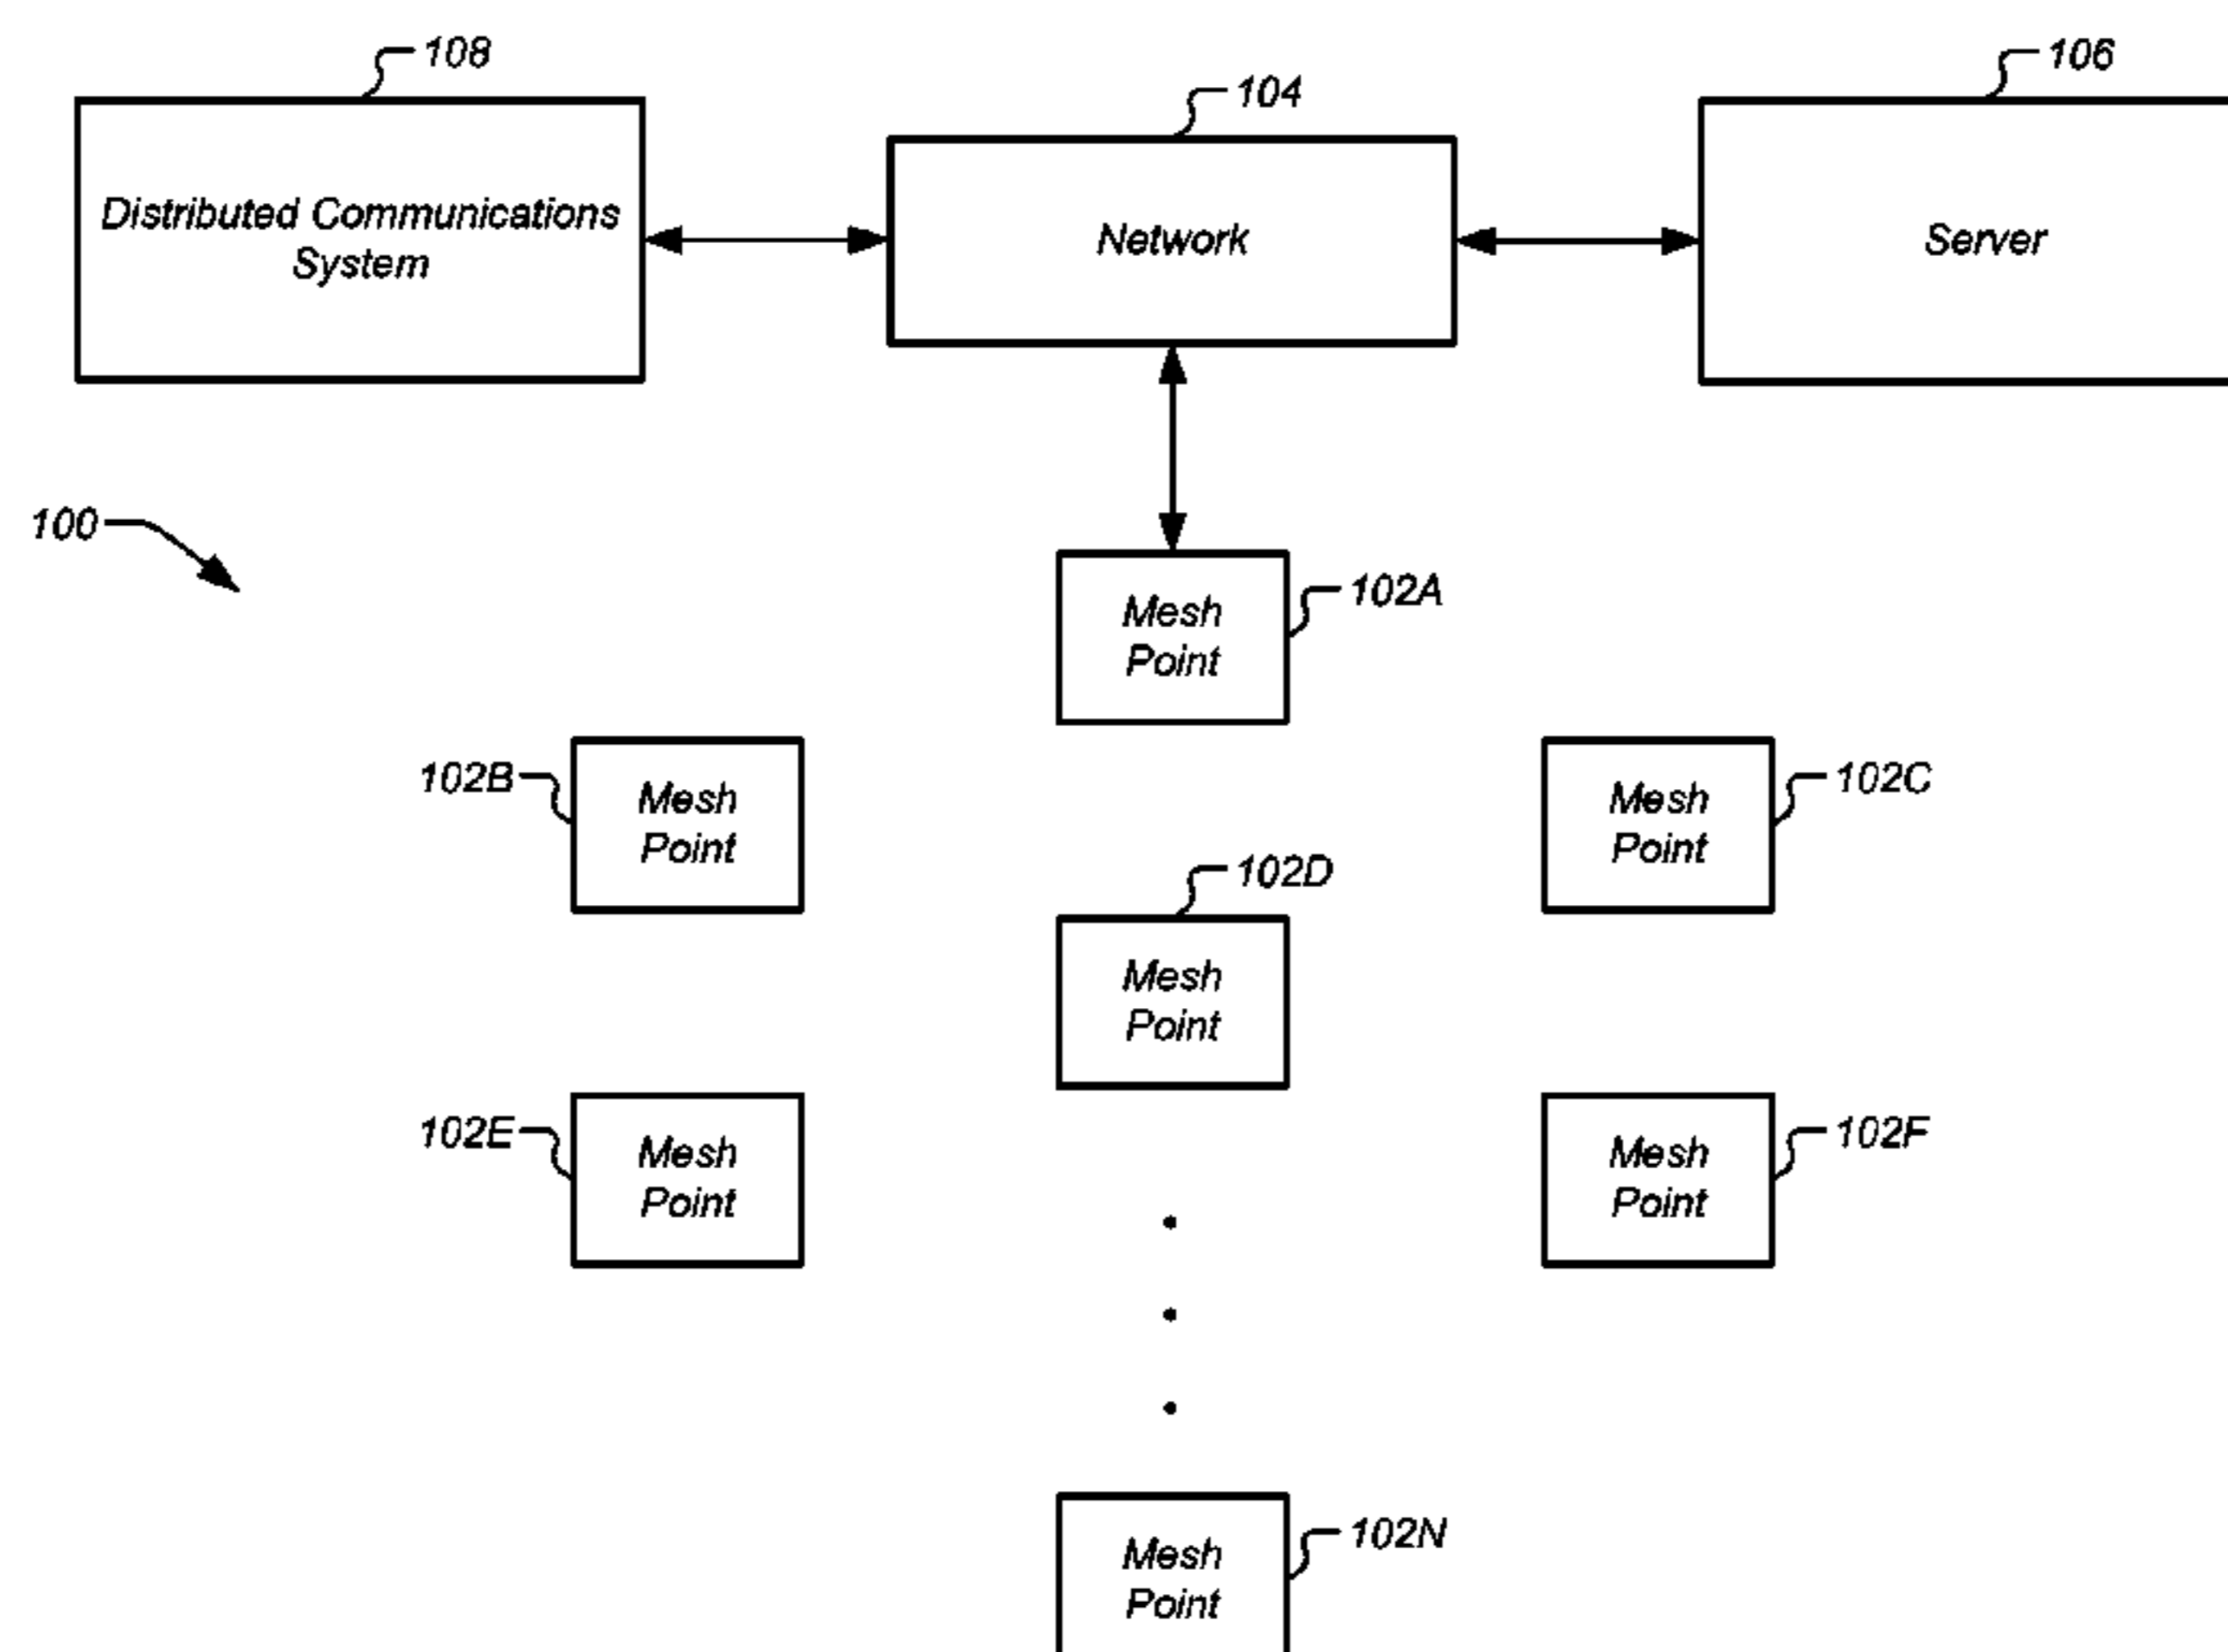 108
104
106
Distributed Communications
System
Network
Server
100
Mesh
Point
102A
102B
Mesh
Point
Mesh
Point
102C
102D
Mesh
Point
102E
Mesh
Point
Mesh
Point
102F
Mesh
Point
102N